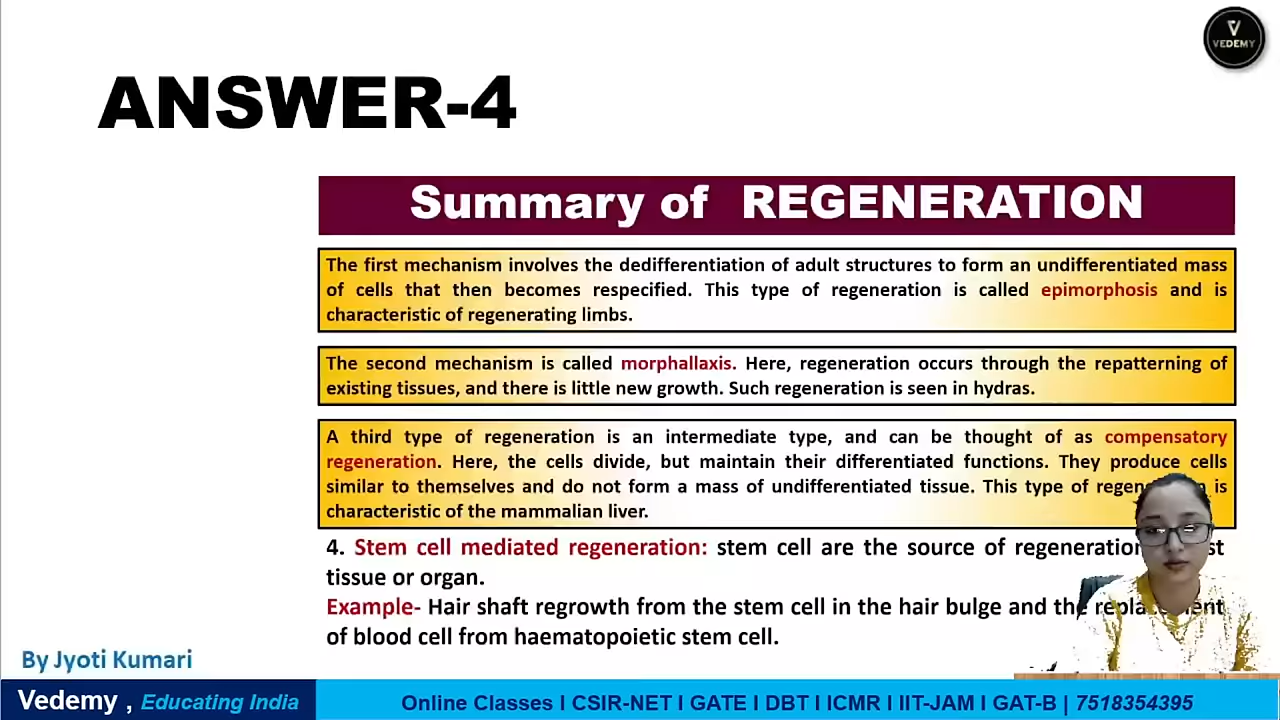 VEDEMY
ANSWER-4
Summary of REGENERATION
The first mechanism involves the dedifferentiation of adult structures to form an undifferentiated mass
of cells that then becomes respecified. This type of regeneration is called epimorphosis and is
characteristic of regenerating limbs.
The second mechanism is called morphallaxis. Here, regeneration occurs through the repatterning of
existing tissues, and there is little new growth. Such regeneration is seen in hydras.
A third type of regeneration is an intermediate type, and can be thought of as compensatory
regeneration. Here, the cells divide, but maintain their differentiated functions. They produce cells
similar to themselves and do not form a mass of undifferentiated tissue. This type of is
characteristic of the mammalian liver.
4. Stem cell mediated regeneration: stem cell are the source of regeneration
tissue or organ.
Example- Hair shaft regrowth from the stem cell in the hair bulge and the
of blood cell from haematopoietic stem cell.
By Jyoti Kumari
Vedemy , Educating India
Online Classes I CSIR-NET I GATE I DBT I ICMR I IIT-JAM I GAT-B | 7518354395